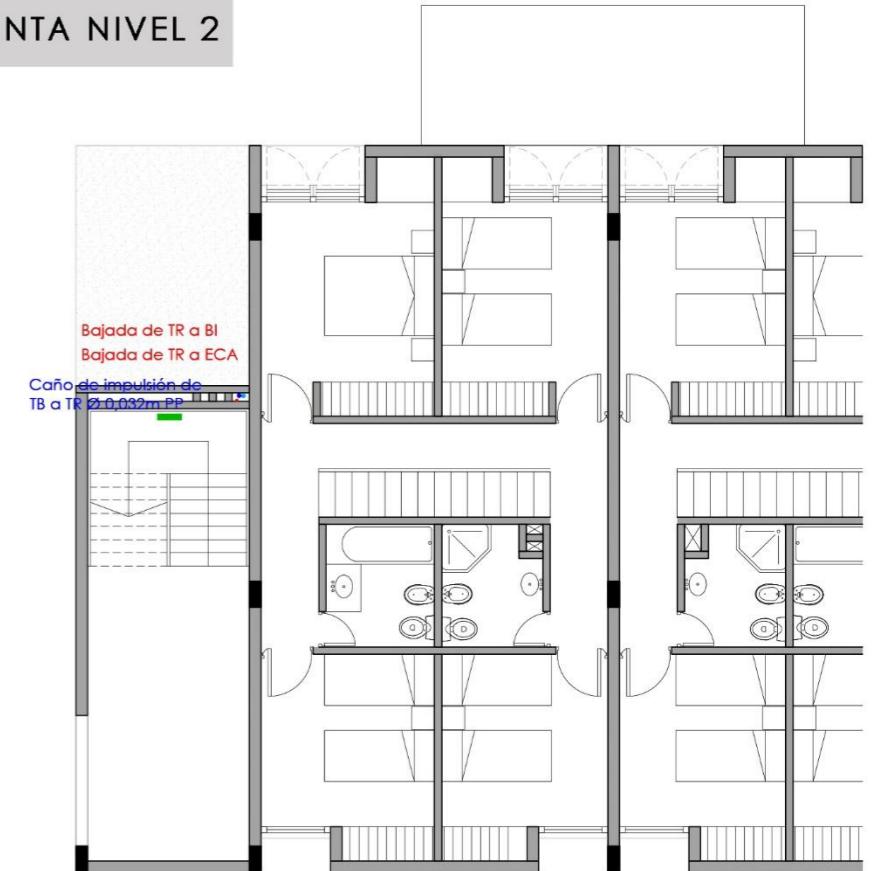 NTA NIVEL 2
Bajada de TR a BI
Bajada de TR a ECA
Caño de impulsión de
TB a TR Ø 0,032m PP